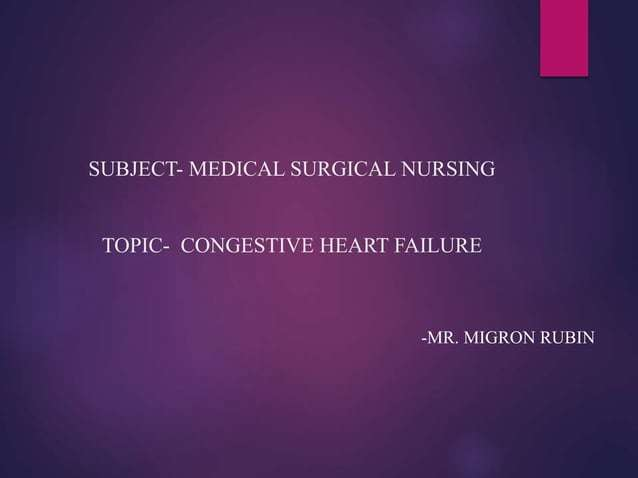 SUBJECT- MEDICAL SURGICAL NURSING
TOPIC- CONGESTIVE HEART FAILURE
-MR. MIGRON RUBIN